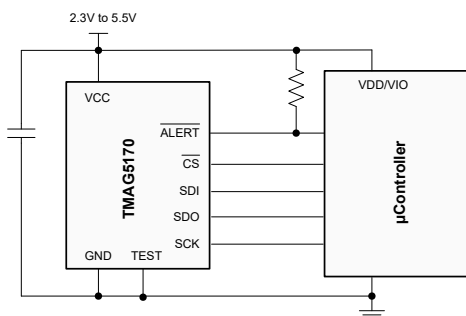 2.3V to 5.5V
VCC
VDD/VIO
ALERT
CS
TMAG5170
SDI
µController
SDO
SCK
GND TEST